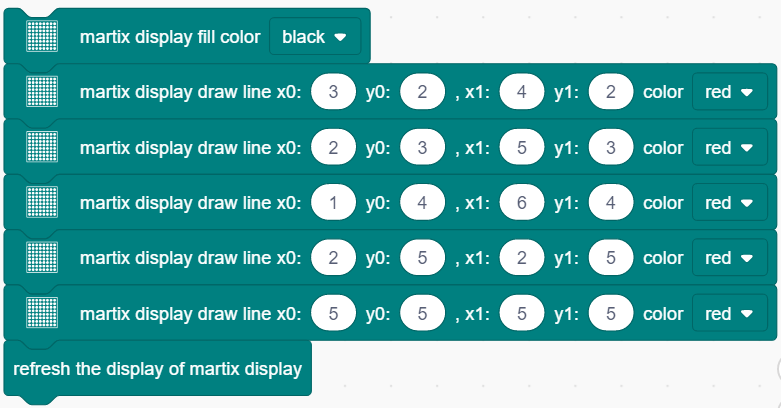 martix display fill color black
martix display draw line x0: 3 y0: 2 , x1: 4 y1: 2 color red
martix display draw line x0: 2 y0: 3 , x1: 5 y1: 3 color red
martix display draw line x0: 1 y0: 4 , x1: 6 y1: 4 color red
martix display draw line x0: 2 y0: 5 , x1: 2 y1: 5 color red
martix display draw line x0: 5 y0: 5 , x1: 5 y1: 5 color red
refresh the display of martix display